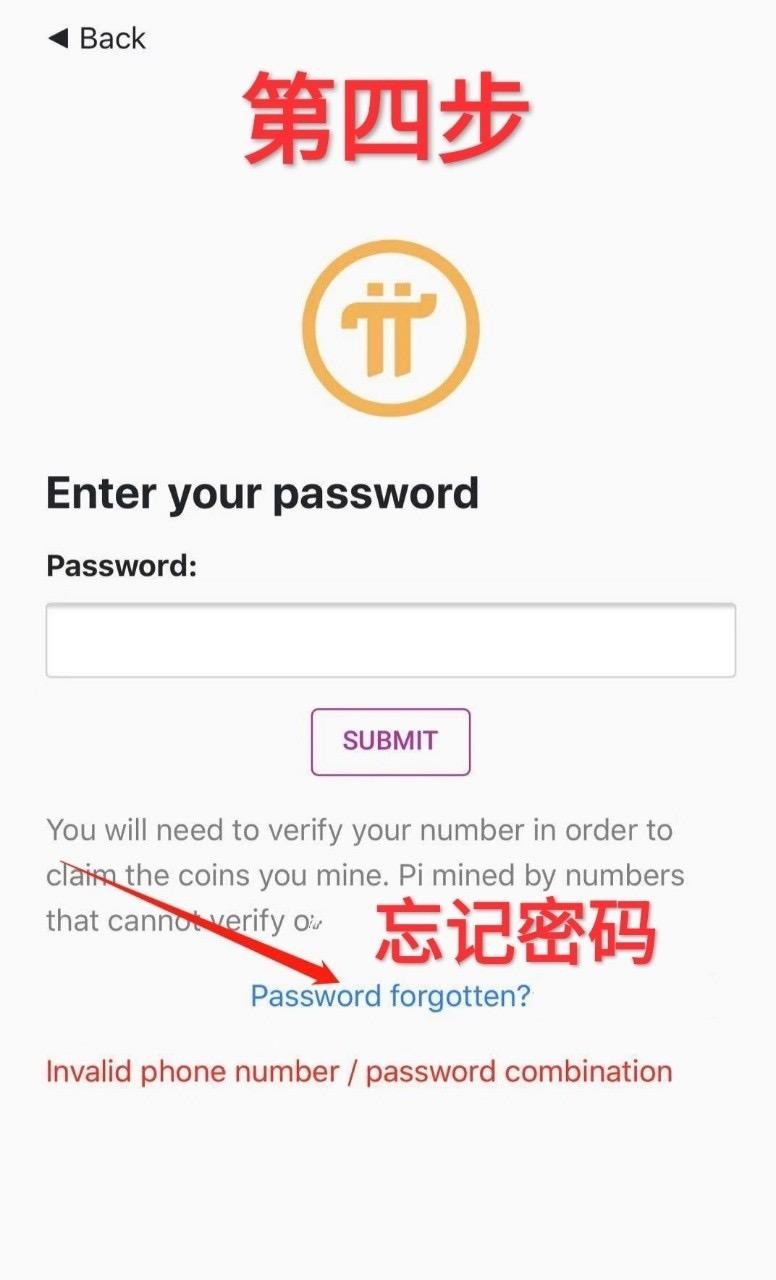 ◀ Back
第四步
Enter your password
Password:
SUBMIT
You will need to verify your number in order to
claim the coins you mine. Pi mined by numbers
that cannot verify
忘记密码
Password forgotten?
Invalid phone number / password combination